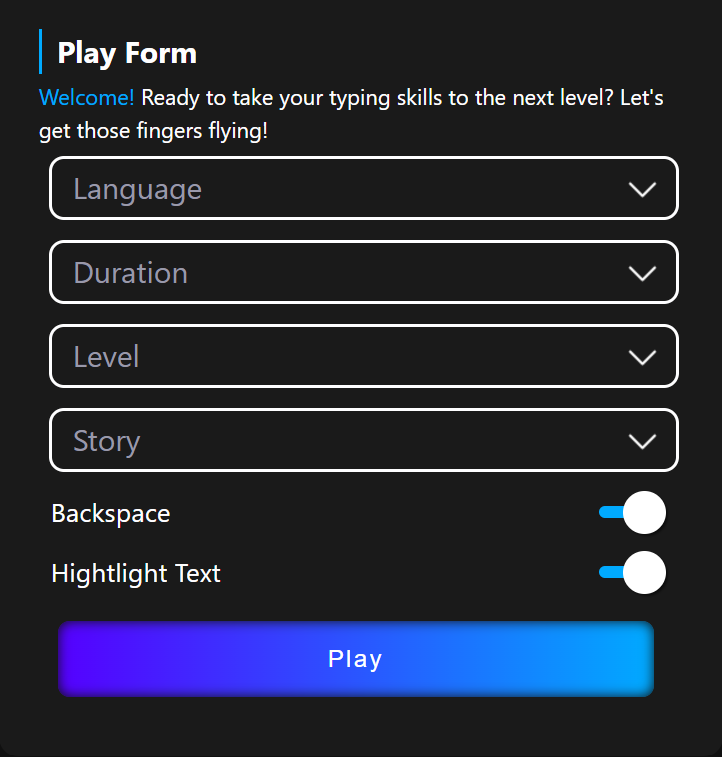 Play Form
Welcome! Ready to take your typing skills to the next level? Let's
get those fingers flying!
Language
Duration
Level
Story
Backspace
Hightlight Text
Play